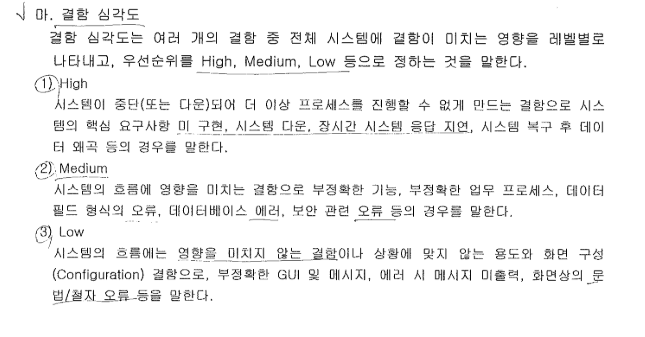 마. 결함 심각도
결함 심각도는 여러 개의 결함 중 전체 시스템에 결함이 미치는 영향을 레벨별로
나타내고, 우선순위를 High, Medium, Low 등으로 정하는 것을 말한다.
1) High
시스템이 중단(또는 다운)되어 더 이상 프로세스를 진행할 수 없게 만드는 결함으로 시스
템의 핵심 요구사항 미 구현, 시스템 다운, 장시간 시스템 응답 지연, 시스템 복구 후 데이
터 왜곡 등의 경우를 말한다.
2) Medium
시스템의 흐름에 영향을 미치는 결함으로 부정확한 기능, 부정확한 업무 프로세스, 데이터
필드 형식의 오류, 데이터베이스 에러, 보안 관련 오류 등의 경우를 말한다.
3) Low
시스템의 흐름에는 영향을 미치지 않는 결함이나 상황에 맞지 않는 용도와 화면 구성
(Configuration) 결함으로, 부정확한 GUI 및 메시지, 에러 시 메시지 미출력, 화면상의 문
법/철자 오류 등을 말한다.